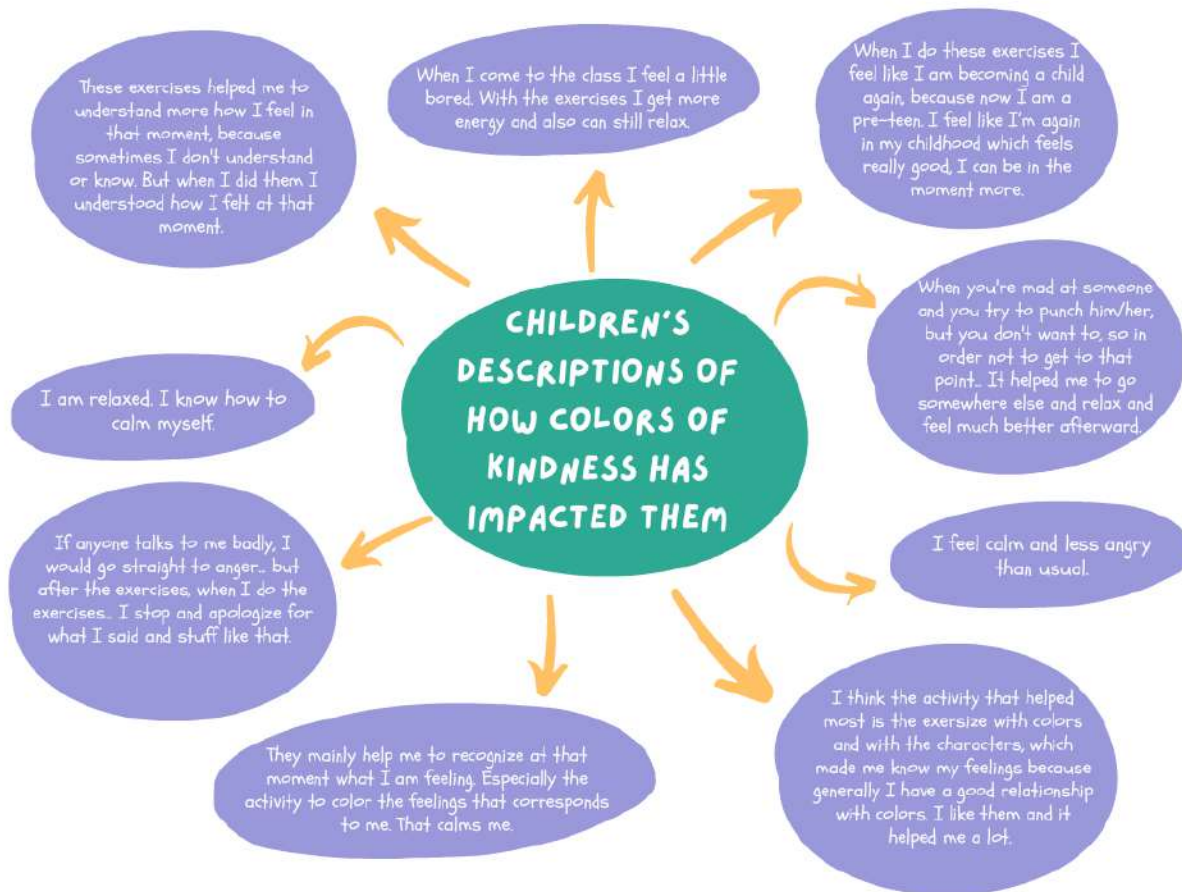 These exercises helped me to
understand more how I feel in
that moment, because
sometimes I don't understand
or know. But when I did them I
understood how I felt at that
moment.
When I come to the class I feel a little
bored. With the exercises I get more
energy and also can still relax.
When I do these exercises I
feel like I am becoming a child
again, because now I am a
pre-teen. I feel like I'm again
in my childhood which feels
really good, I can be in the
moment more.
CHILDREN'S
DESCRIPTIONS OF
HOW COLORS OF
KINDNESS HAS
IMPACTED THEM
When you're mad at someone
and you try to punch him/her,
but you don't want to, so in
order not to get to that
point.. It helped me to go
somewhere else and relax and
feel much better afterward.
I am relaxed. I know how to
calm myself.
If anyone talks to me badly, I
would go straight to anger.. but
after the exercises, when I do the
exercises.. I stop and apologize for
what I said and stuff like that.
I feel calm and less angry
than usual.
They mainly help me to recognize at that
moment what I am feeling. Especially the
activity to color the feelings that corresponds
to me. That calms me.
I think the activity that helped
most is the exersize with colors
and with the characters, which
made me know my feelings because
generally I have a good relationship
with colors. I like them and it
helped me a lot.